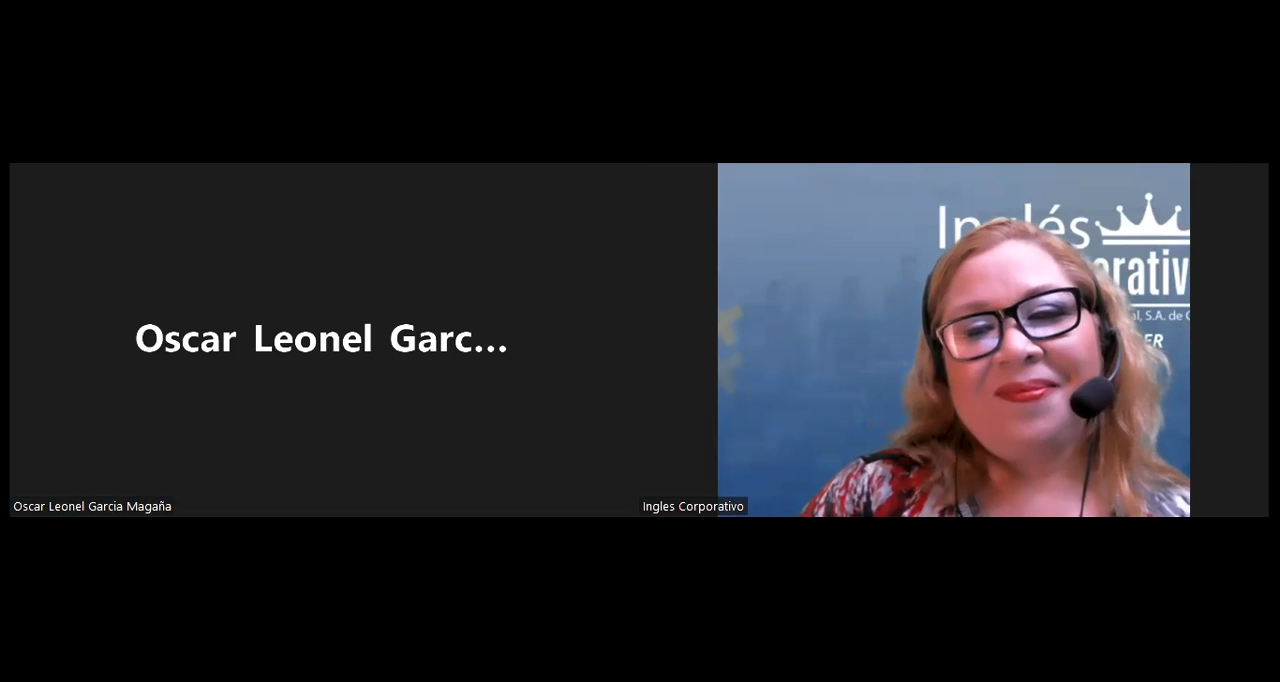 Oscar Leonel Garc...
Oscar Leonel Garcia Magaña
Inglés
orativ
al, S.A. de C
ER
Ingles Corporativo